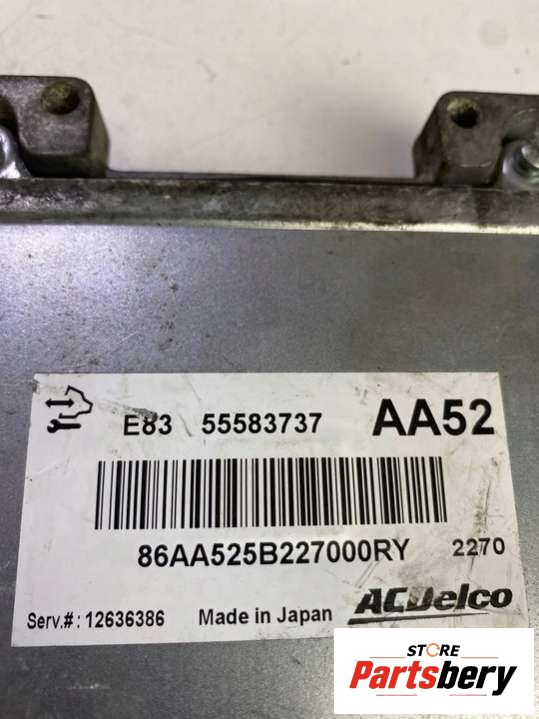 E83 55583737 AA52
86AA525B227000RY 2270
Serv.#: 12636386 Made in Japan ACDelco
STORE
Partsbery